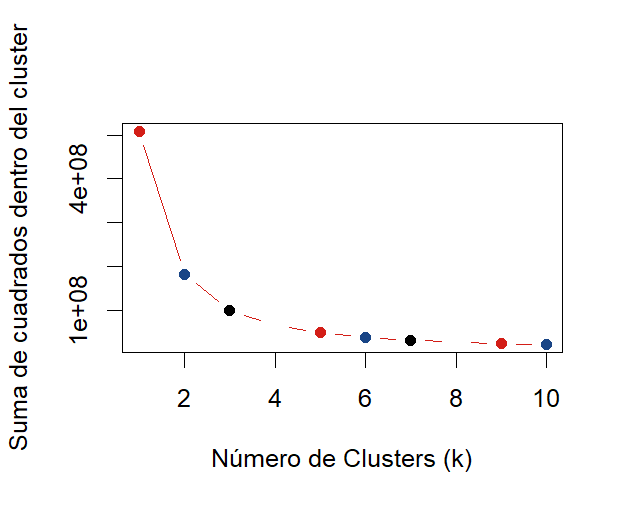 Suma de cuadrados dentro del cluster
4e+08
1e+08
2 4 6 8 10
Número de Clusters (k)